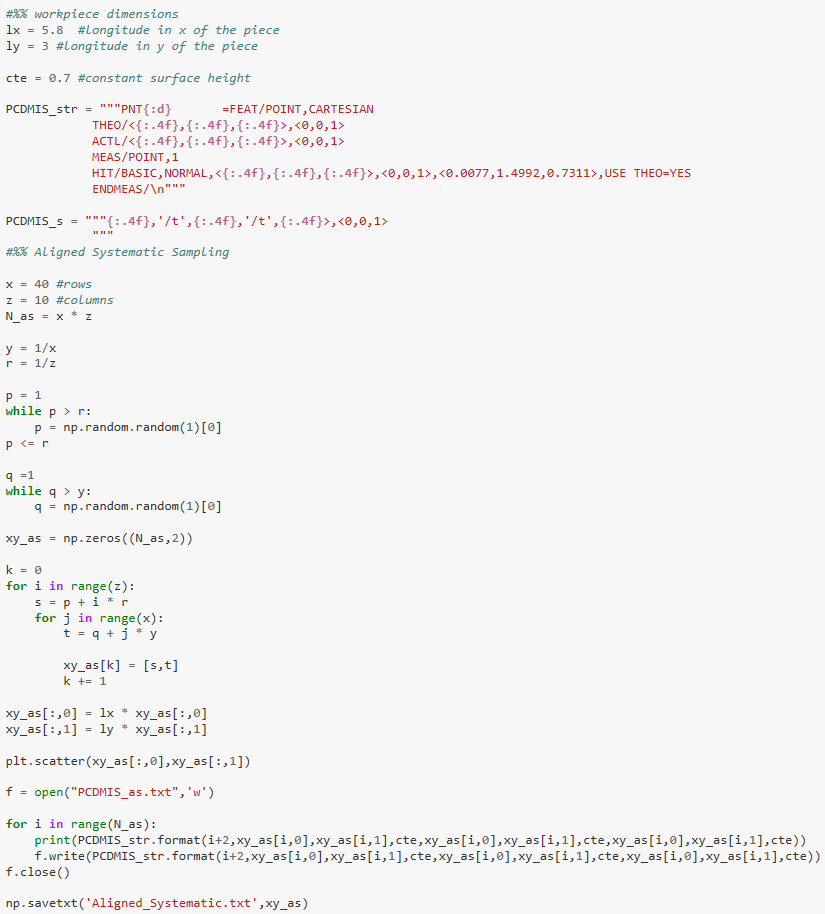 #%% workpiece dimensions
lx = 5.8  #longitude in x of the piece
ly = 3 #longitude in y of the piece

cte = 0.7 #constant surface height

PCDMIS_str = """PNT{:d}       =FEAT/POINT,CARTESIAN
            THEO/<{:.4f},{:.4f},{:.4f}>,<0,0,1>
            ACTL/<{:.4f},{:.4f},{:.4f}>,<0,0,1>
            MEAS/POINT,1
            HIT/BASIC,NORMAL,<{:.4f},{:.4f},{:.4f}>,<0,0,1>,<0.0077,1.4992,0.7311>,USE THEO=YES
            ENDMEAS/\n"""

PCDMIS_s = """{:.4f},'/t',{:.4f},'/t',{:.4f}>,<0,0,1>
            """
#%% Aligned Systematic Sampling

x = 40 #rows
z = 10 #columns
N_as = x * z

y = 1/x
r = 1/z

p = 1
while p > r:
    p = np.random.random(1)[0]
p <= r

q =1
while q > y:
    q = np.random.random(1)[0]

xy_as = np.zeros((N_as,2))

k = 0
for i in range(z):
    s = p + i * r
    for j in range(x):
        t = q + j * y

        xy_as[k] = [s,t]
        k += 1

xy_as[:,0] = lx * xy_as[:,0]
xy_as[:,1] = ly * xy_as[:,1]

plt.scatter(xy_as[:,0],xy_as[:,1])

f = open("PCDMIS_as.txt",'w')

for i in range(N_as):
    print(PCDMIS_str.format(i+2,xy_as[i,0],xy_as[i,1],cte,xy_as[i,0],xy_as[i,1],cte,xy_as[i,0],xy_as[i,1],cte))
    f.write(PCDMIS_str.format(i+2,xy_as[i,0],xy_as[i,1],cte,xy_as[i,0],xy_as[i,1],cte,xy_as[i,0],xy_as[i,1],cte))
f.close()

np.savetxt('Aligned_Systematic.txt',xy_as)